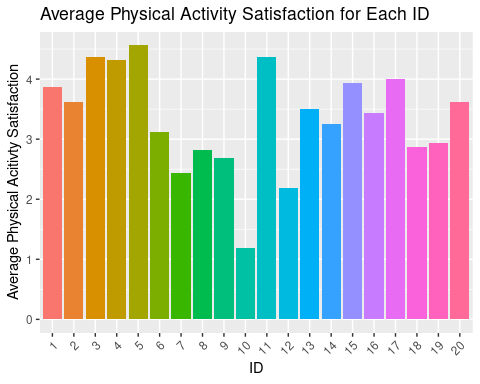 Average Physical Activity Satisfaction for Each ID
Average Physical Acitivty Satisfaction
4
3
2
1
0
1 2 3 4 5 6 7 8 9 10 11 12 13 14 15 16 17 18 19 20
ID